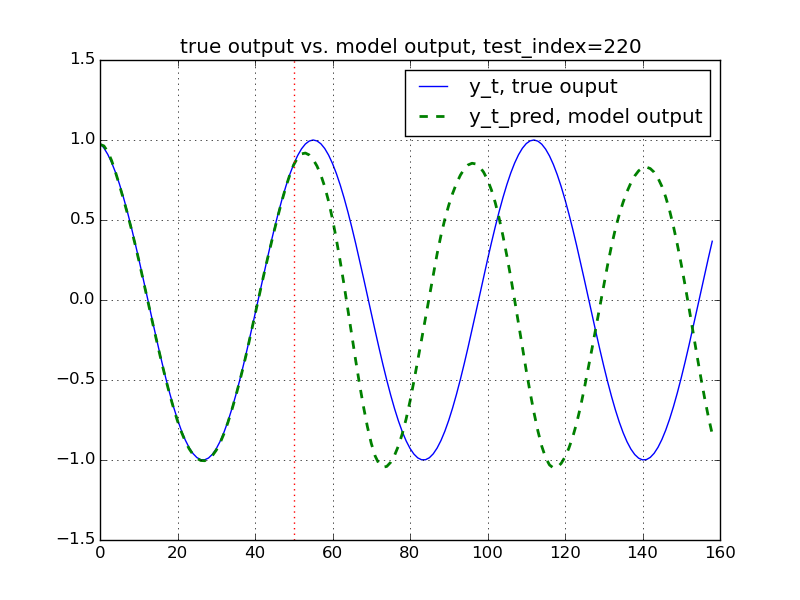 true output vs. model output, test_index=220
y_t, true ouput
y_t_pred, model output
1.5
1.0
0.5
0.0
−0.5
−1.0
−1.5
0 20 40 60 80 100 120 140 160